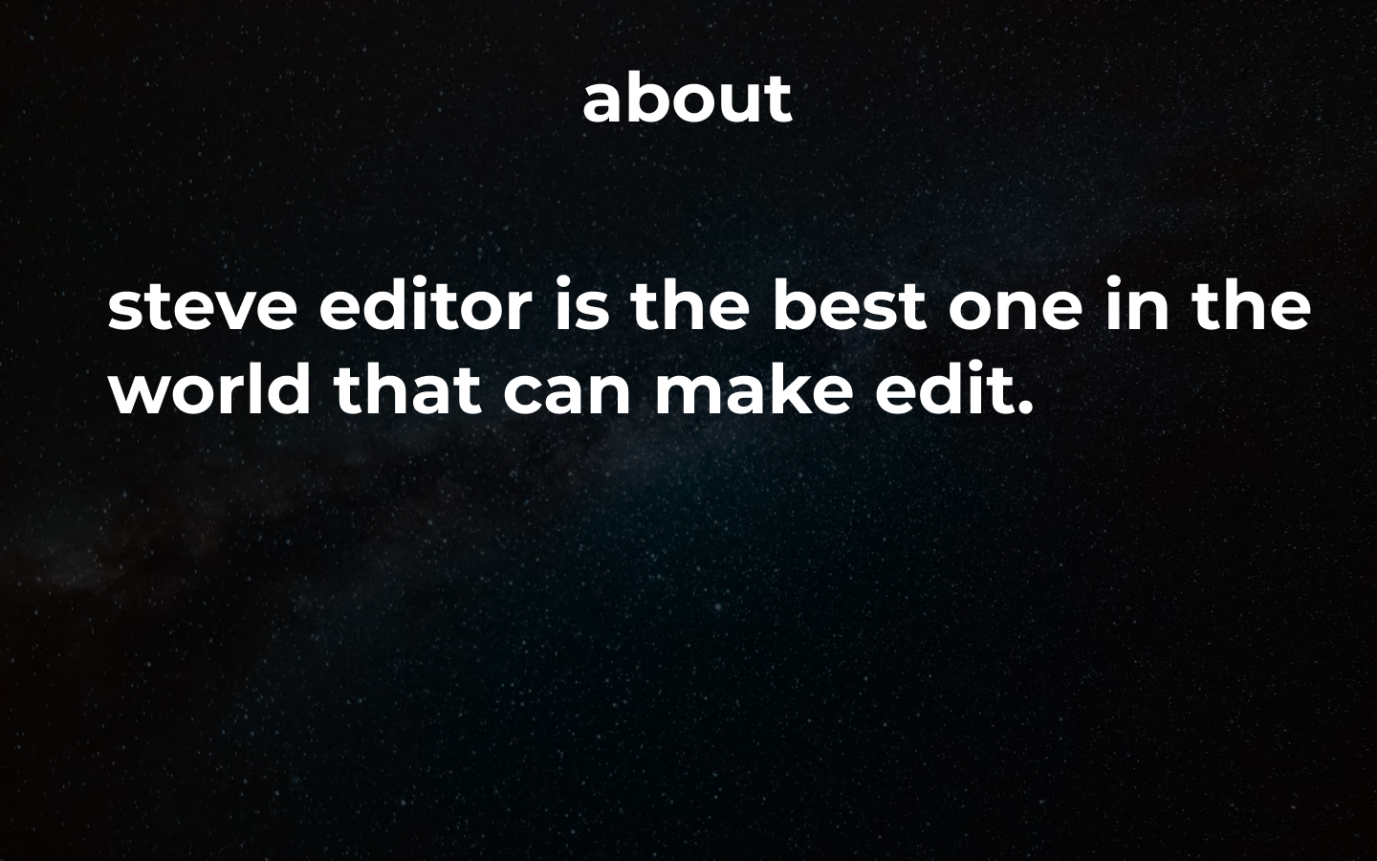 about
steve editor is the best one in the
world that can make edit.